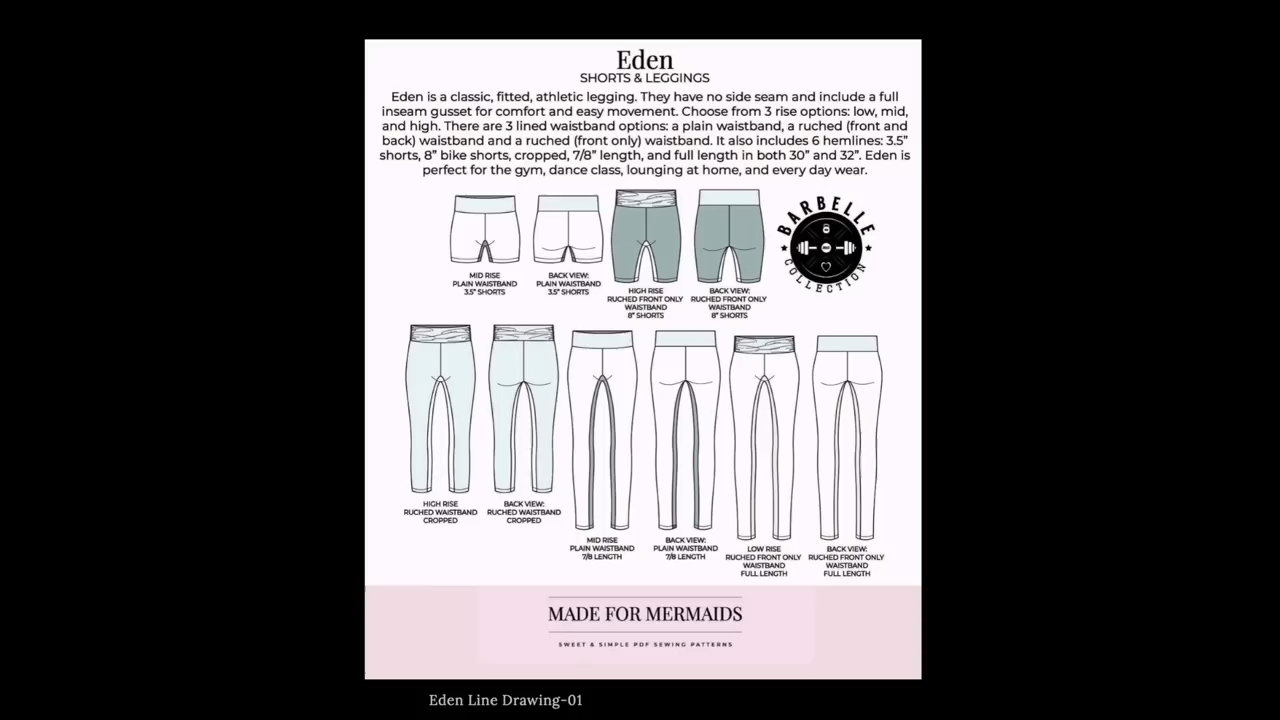 Eden
SHORTS & LEGGINGS
Eden is a classic, fitted, athletic legging. They have no side seam and include a full
inseam gusset for comfort and easy movement. Choose from 3 rise options: low, mid,
and high. There are 3 lined waistband options: a plain waistband, a ruched (front and
back) waistband and a ruched (front only) waistband. It also includes 6 hemlines: 3.5”
shorts, 8” bike shorts, cropped, 7/8” length, and full length in both 30” and 32”. Eden is
perfect for the gym, dance class, lounging at home, and every day wear.
BARBELLE
COLLECTION
MID RISE
PLAIN WAISTBAND
3.5” SHORTS
BACK VIEW:
PLAIN WAISTBAND
3.5” SHORTS
HIGH RISE
RUCHED FRONT ONLY
WAISTBAND
8” SHORTS
BACK VIEW:
RUCHED FRONT ONLY
WAISTBAND
8” SHORTS
HIGH RISE
RUCHED WAISTBAND
CROPPED
BACK VIEW:
RUCHED WAISTBAND
CROPPED
MID RISE
PLAIN WAISTBAND
7/8 LENGTH
BACK VIEW:
PLAIN WAISTBAND
7/8 LENGTH
LOW RISE
RUCHED FRONT ONLY
WAISTBAND
FULL LENGTH
BACK VIEW:
RUCHED FRONT ONLY
WAISTBAND
FULL LENGTH
MADE FOR MERMAIDS
SWEET & SIMPLE PDF SEWING PATTERNS
Eden Line Drawing-01